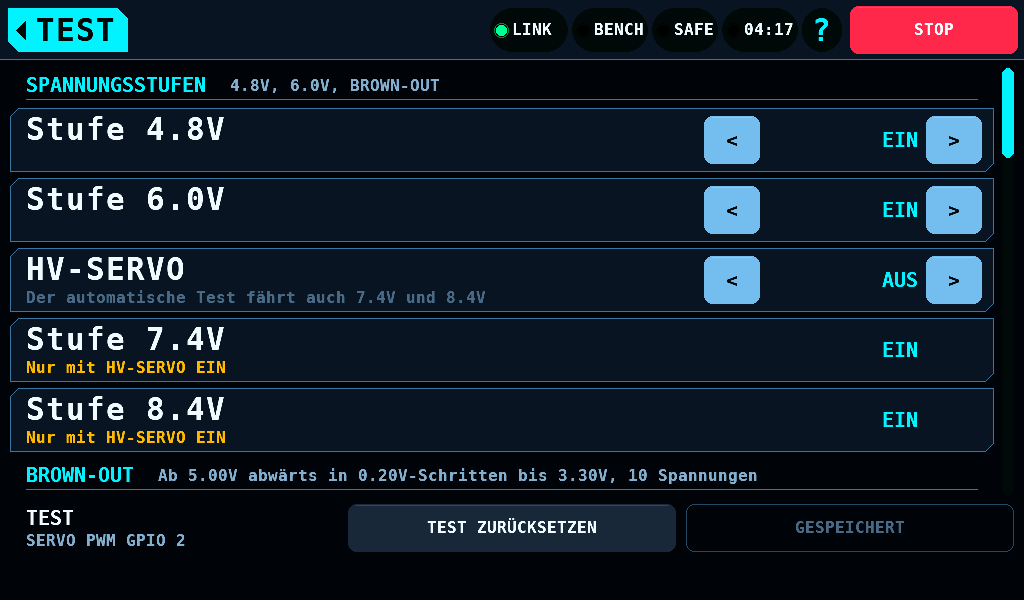 TEST
LINK
BENCH
SAFE
04:17
?
STOP
SPANNUNGSSTUFEN 4.8V, 6.0V, BROWN-OUT
Stufe 4.8V
< EIN >
Stufe 6.0V
< EIN >
HV-SERVO
Der automatische Test fährt auch 7.4V und 8.4V
< AUS >
Stufe 7.4V
Nur mit HV-SERVO EIN
EIN
Stufe 8.4V
Nur mit HV-SERVO EIN
EIN
BROWN-OUT Ab 5.00V abwärts in 0.20V-Schritten bis 3.30V, 10 Spannungen
TEST
SERVO PWM GPIO 2
TEST ZURÜCKSETZEN
GESPEICHERT